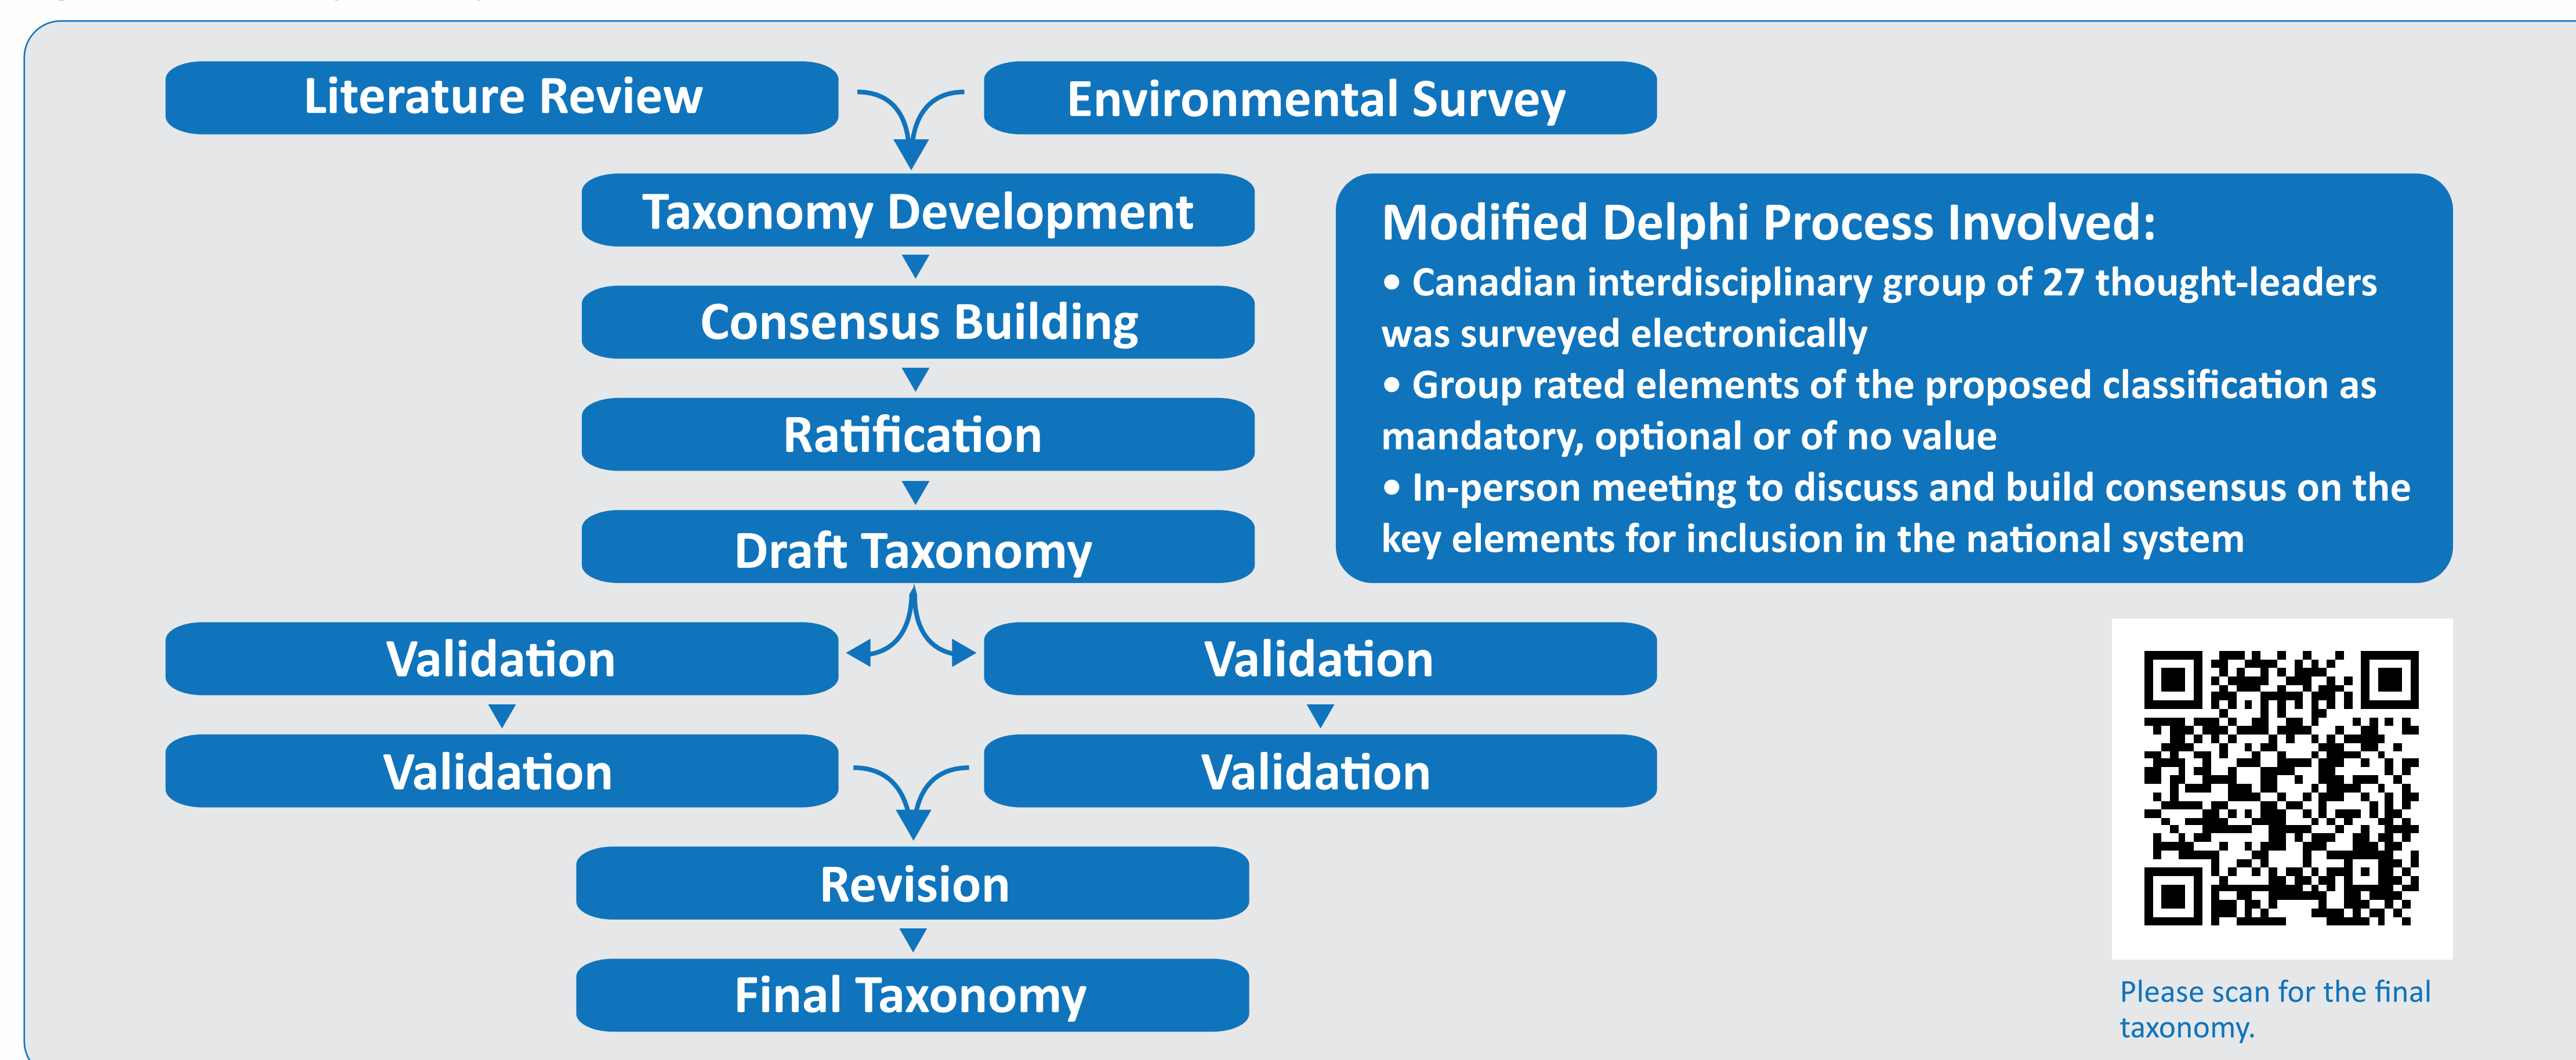 Literature Review
Environmental Survey
Taxonomy Development
Consensus Building
Ratification
Draft Taxonomy
Modified Delphi Process Involved:
• Canadian interdisciplinary group of 27 thought-leaders
was surveyed electronically
• Group rated elements of the proposed classification as
mandatory, optional or of no value
• In-person meeting to discuss and build consensus on the
key elements for inclusion in the national system
Validation
Validation
Validation
Validation
Revision
Final Taxonomy
Please scan for the final
taxonomy.